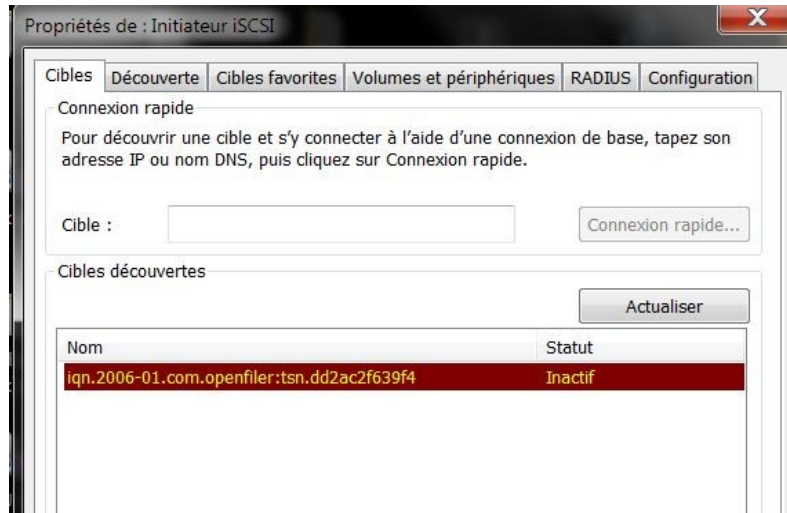 Propriétés de : Initiateur iSCSI
Cibles Découverte Cibles favorites Volumes et périphériques RADIUS Configuration
Connexion rapide
Pour découvrir une cible et s'y connecter à l'aide d'une connexion de base, tapez son
adresse IP ou nom DNS, puis cliquez sur Connexion rapide.
Cible :
Connexion rapide...
Cibles découvertes
Actualiser
Nom Statut
iqn.2006-01.com.openfiler:tsn.dd2ac2f639f4 Inactif